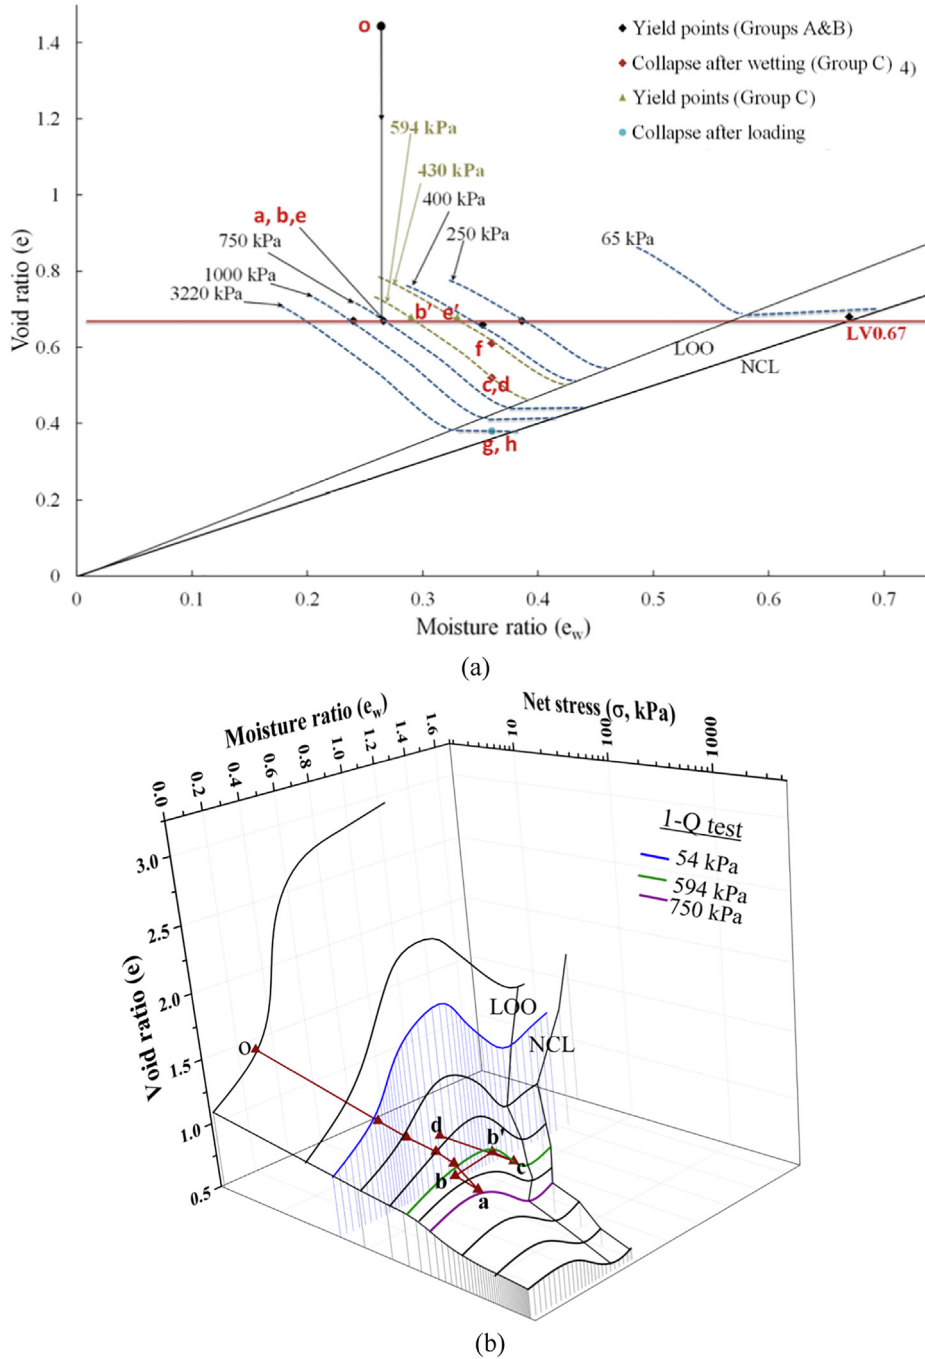 1.4
1.2
1
0.8
0.6
0.4
0.2
0
0
0.1
0.2
0.3
0.4
0.5
0.6
0.7
Void ratio (e)
Moisture ratio (ew)
Yield points (Groups A&B)
Collapse after wetting (Group C) 4)
Yield points (Group C)
Collapse after loading
o
594 kPa
430 kPa
400 kPa
a, b,e
250 kPa
65 kPa
750 kPa
1000 kPa
3220 kPa
b'
e'
f
c,d
g, h
LOO
NCL
LV0.67
(a)
Moisture ratio (ew)
0.0
0.2
0.4
0.6
0.8
1.0
1.2
1.4
1.6
Net stress (σ, kPa)
10
100
1000
1-Q test
54 kPa
594 kPa
750 kPa
Void ratio (e)
3.0
2.5
2.0
1.5
1.0
0.5
LOO
NCL
O
d
b'
b
c
a
(b)